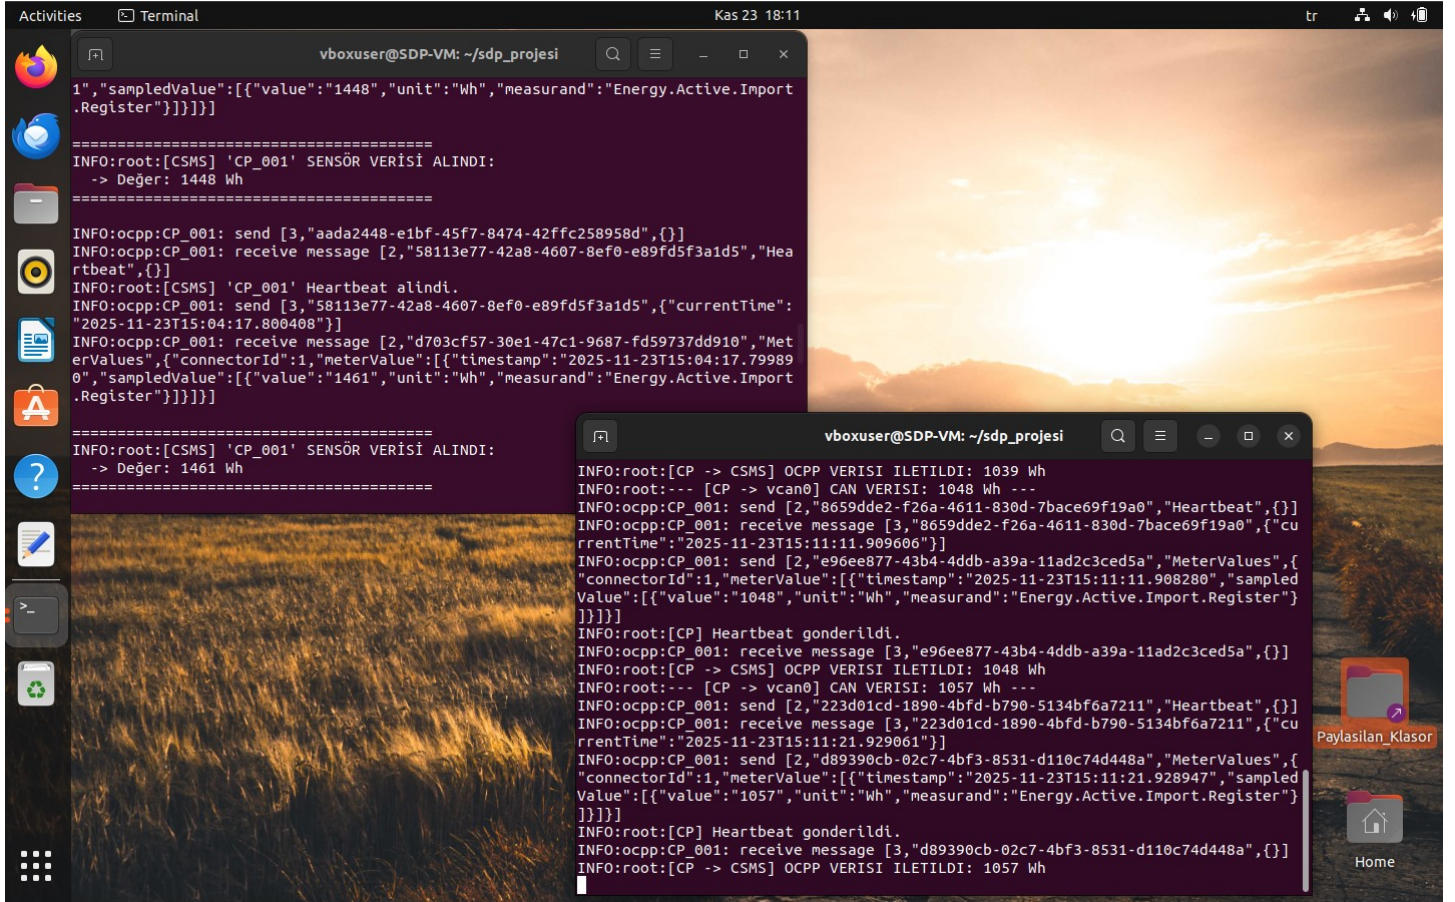 Activities
Terminal
Kas 23 18:11
tr
vboxuser@SDP-VM: ~/sdp_projesi
1","sampledValue":[{"value":"1448","unit":"Wh","measurand":"Energy.Active.Import
.Register"}]}]}]
========================================
INFO:root:[CSMS] 'CP_001' SENSÖR VERİSİ ALINDI:
-> Değer: 1448 Wh
========================================
INFO:ocpp:CP_001: send [3,"aada2448-e1bf-45f7-8474-42ffc258958d",{}]
INFO:ocpp:CP_001: receive message [2,"58113e77-42a8-4607-8ef0-e89fd5f3a1d5","Hea
rtbeat",{}]
INFO:root:[CSMS] 'CP_001' Heartbeat alindi.
INFO:ocpp:CP_001: send [3,"58113e77-42a8-4607-8ef0-e89fd5f3a1d5",{"currentTime":
"2025-11-23T15:04:17.800408"}]
INFO:ocpp:CP_001: receive message [2,"d703cf57-30e1-47c1-9687-fd59737dd910","Met
erValues",{"connectorId":1,"meterValue":[{"timestamp":"2025-11-23T15:04:17.79989
0","sampledValue":[{"value":"1461","unit":"Wh","measurand":"Energy.Active.Import
.Register"}]}]}]
========================================
INFO:root:[CSMS] 'CP_001' SENSÖR VERİSİ ALINDI:
-> Değer: 1461 Wh
========================================
vboxuser@SDP-VM: ~/sdp_projesi
INFO:root:[CP -> CSMS] OCPP VERISI ILETILDI: 1039 Wh
INFO:root:--- [CP -> vcan0] CAN VERISI: 1048 Wh ---
INFO:ocpp:CP_001: send [2,"8659dde2-f26a-4611-830d-7bace69f19a0","Heartbeat",{}]
INFO:ocpp:CP_001: receive message [3,"8659dde2-f26a-4611-830d-7bace69f19a0",{"cu
rrentTime":"2025-11-23T15:11:11.909606"}]
INFO:ocpp:CP_001: send [2,"e96ee877-43b4-4ddb-a39a-11ad2c3ced5a","MeterValues",{
"connectorId":1,"meterValue":[{"timestamp":"2025-11-23T15:11:11.908280","sampled
Value":[{"value":"1048","unit":"Wh","measurand":"Energy.Active.Import.Register"}
]}]}]
INFO:root:[CP] Heartbeat gonderildi.
INFO:ocpp:CP_001: receive message [3,"e96ee877-43b4-4ddb-a39a-11ad2c3ced5a",{}]
INFO:root:[CP -> CSMS] OCPP VERISI ILETILDI: 1048 Wh
INFO:root:--- [CP -> vcan0] CAN VERISI: 1057 Wh ---
INFO:ocpp:CP_001: send [2,"223d01cd-1890-4bfd-b790-5134bf6a7211","Heartbeat",{}]
INFO:ocpp:CP_001: receive message [3,"223d01cd-1890-4bfd-b790-5134bf6a7211",{"cu
rrentTime":"2025-11-23T15:11:21.929061"}]
INFO:ocpp:CP_001: send [2,"d89390cb-02c7-4bf3-8531-d110c74d448a","MeterValues",{
"connectorId":1,"meterValue":[{"timestamp":"2025-11-23T15:11:21.928947","sampled
Value":[{"value":"1057","unit":"Wh","measurand":"Energy.Active.Import.Register"}
]}]}]
INFO:root:[CP] Heartbeat gonderildi.
INFO:ocpp:CP_001: receive message [3,"d89390cb-02c7-4bf3-8531-d110c74d448a",{}]
INFO:root:[CP -> CSMS] OCPP VERISI ILETILDI: 1057 Wh
Paylasilan_Klasor
Home